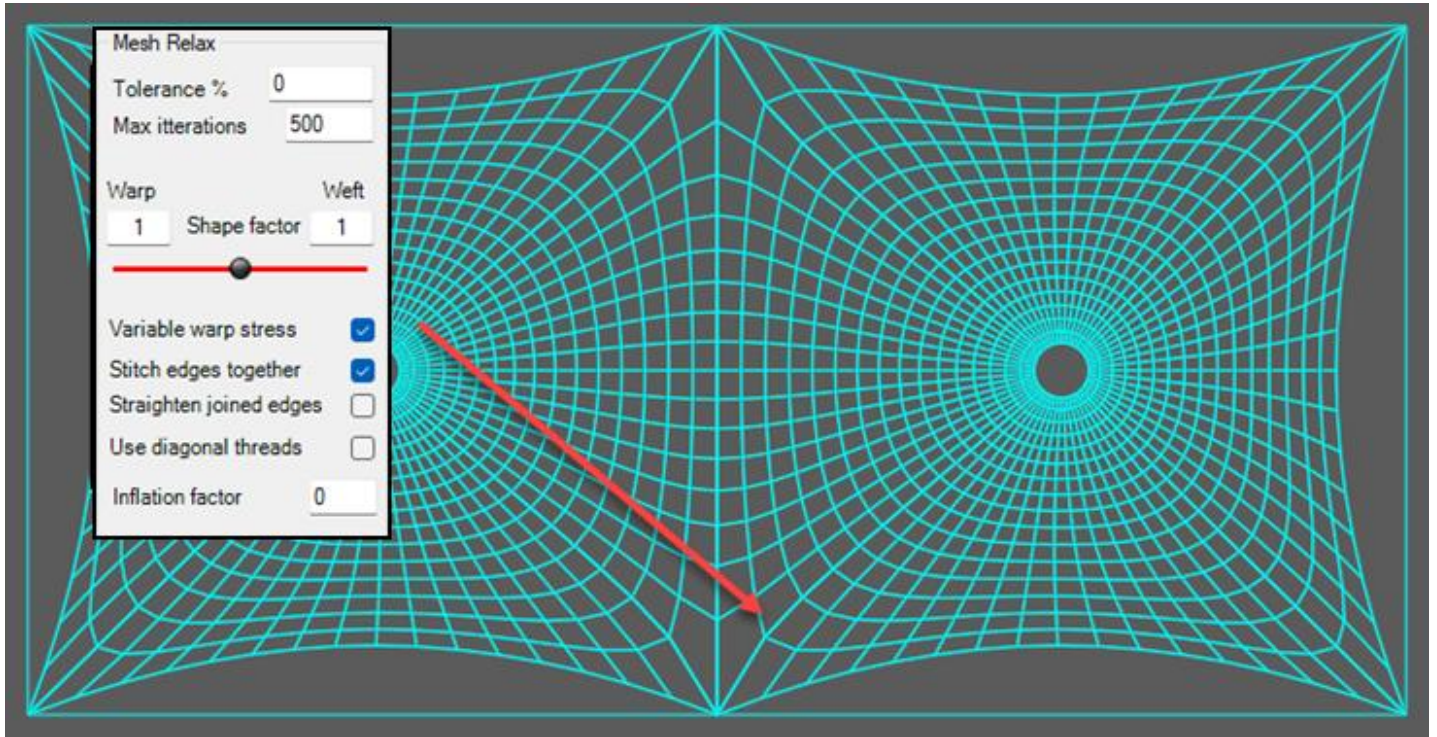 Mesh Relax
Tolerance % 0
Max itterations 500
Warp Weft
1 Shape factor 1
Variable warp stress
Stitch edges together
Straighten joined edges
Use diagonal threads
Inflation factor 0